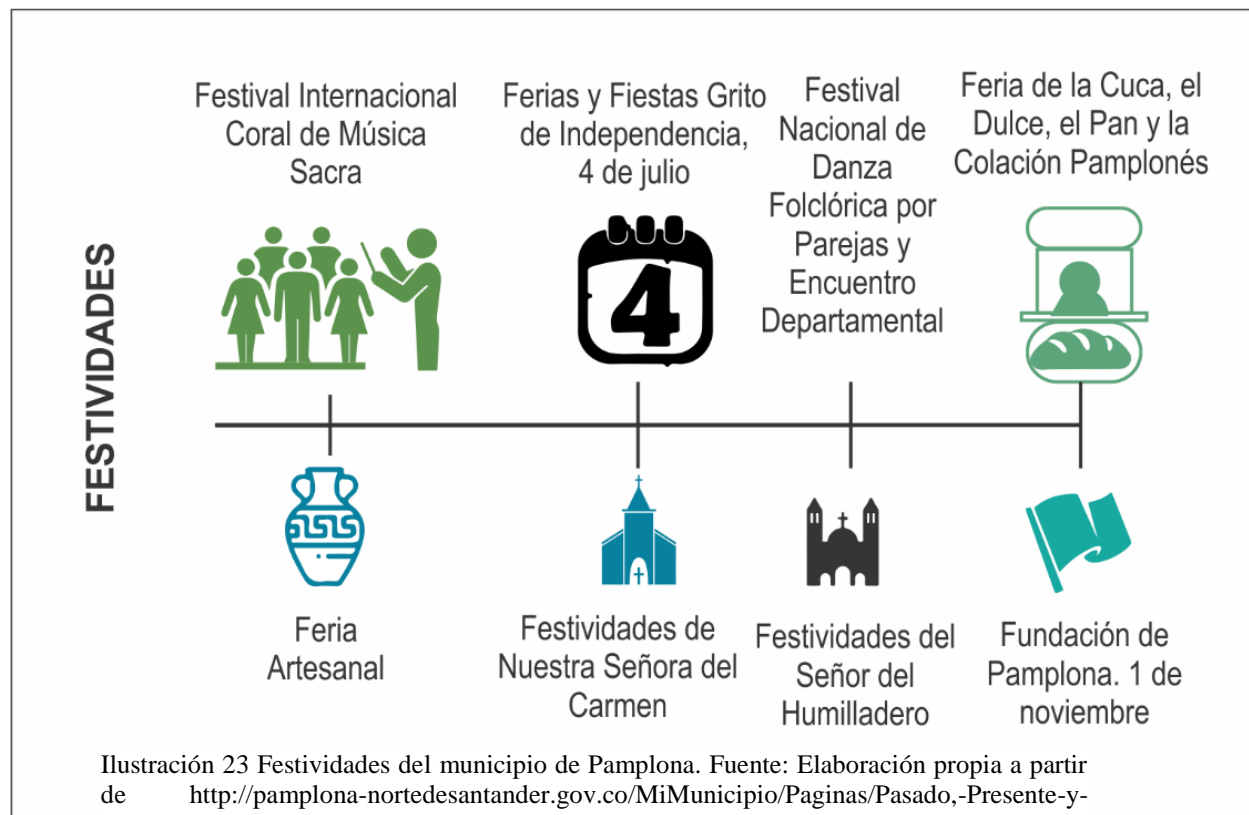 FESTIVIDADES
Festival Internacional
Coral de Música
Sacra
Ferias y Fiestas Grito
de Independencia,
4 de julio
4
Festival
Nacional de
Danza
Folclórica por
Parejas y
Encuentro
Departamental
Feria de la Cuca, el
Dulce, el Pan y la
Colación Pamplonés
Feria
Artesanal
Festividades de
Nuestra Señora del
Carmen
Festividades del
Señor del
Humilladero
Fundación de
Pamplona. 1 de
noviembre
Ilustración 23 Festividades del municipio de Pamplona. Fuente: Elaboración propia a partir
de http://pamplona-nortedesantander.gov.co/MiMunicipio/Paginas/Pasado,-Presente-y-